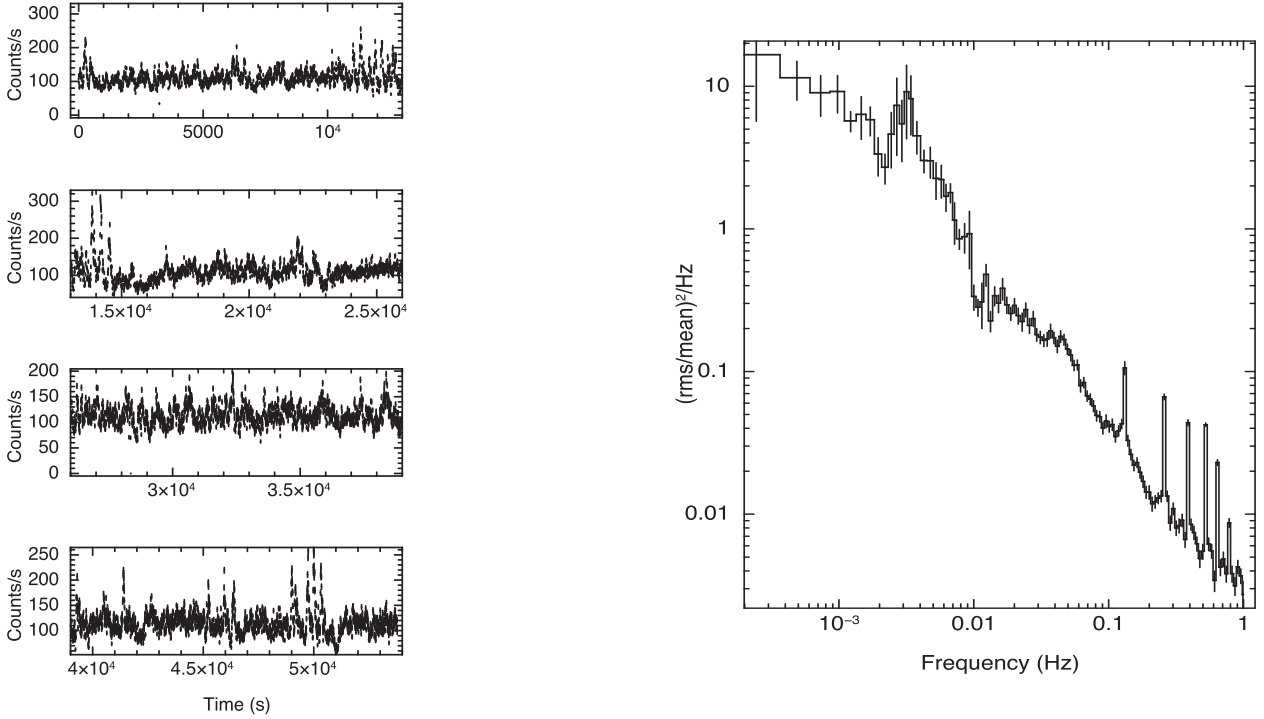 Counts/s
300
200
100
0
0 5000 10⁴
Counts/s
300
200
100
1.5×10⁴ 2×10⁴ 2.5×10⁴
Counts/s
200
150
100
50
0
3×10⁴ 3.5×10⁴
Counts/s
250
200
150
100
4×10⁴ 4.5×10⁴ 5×10⁴
Time (s)
(rms/mean)²/Hz
10
1
0.1
0.01
10⁻³ 0.01 0.1 1
Frequency (Hz)